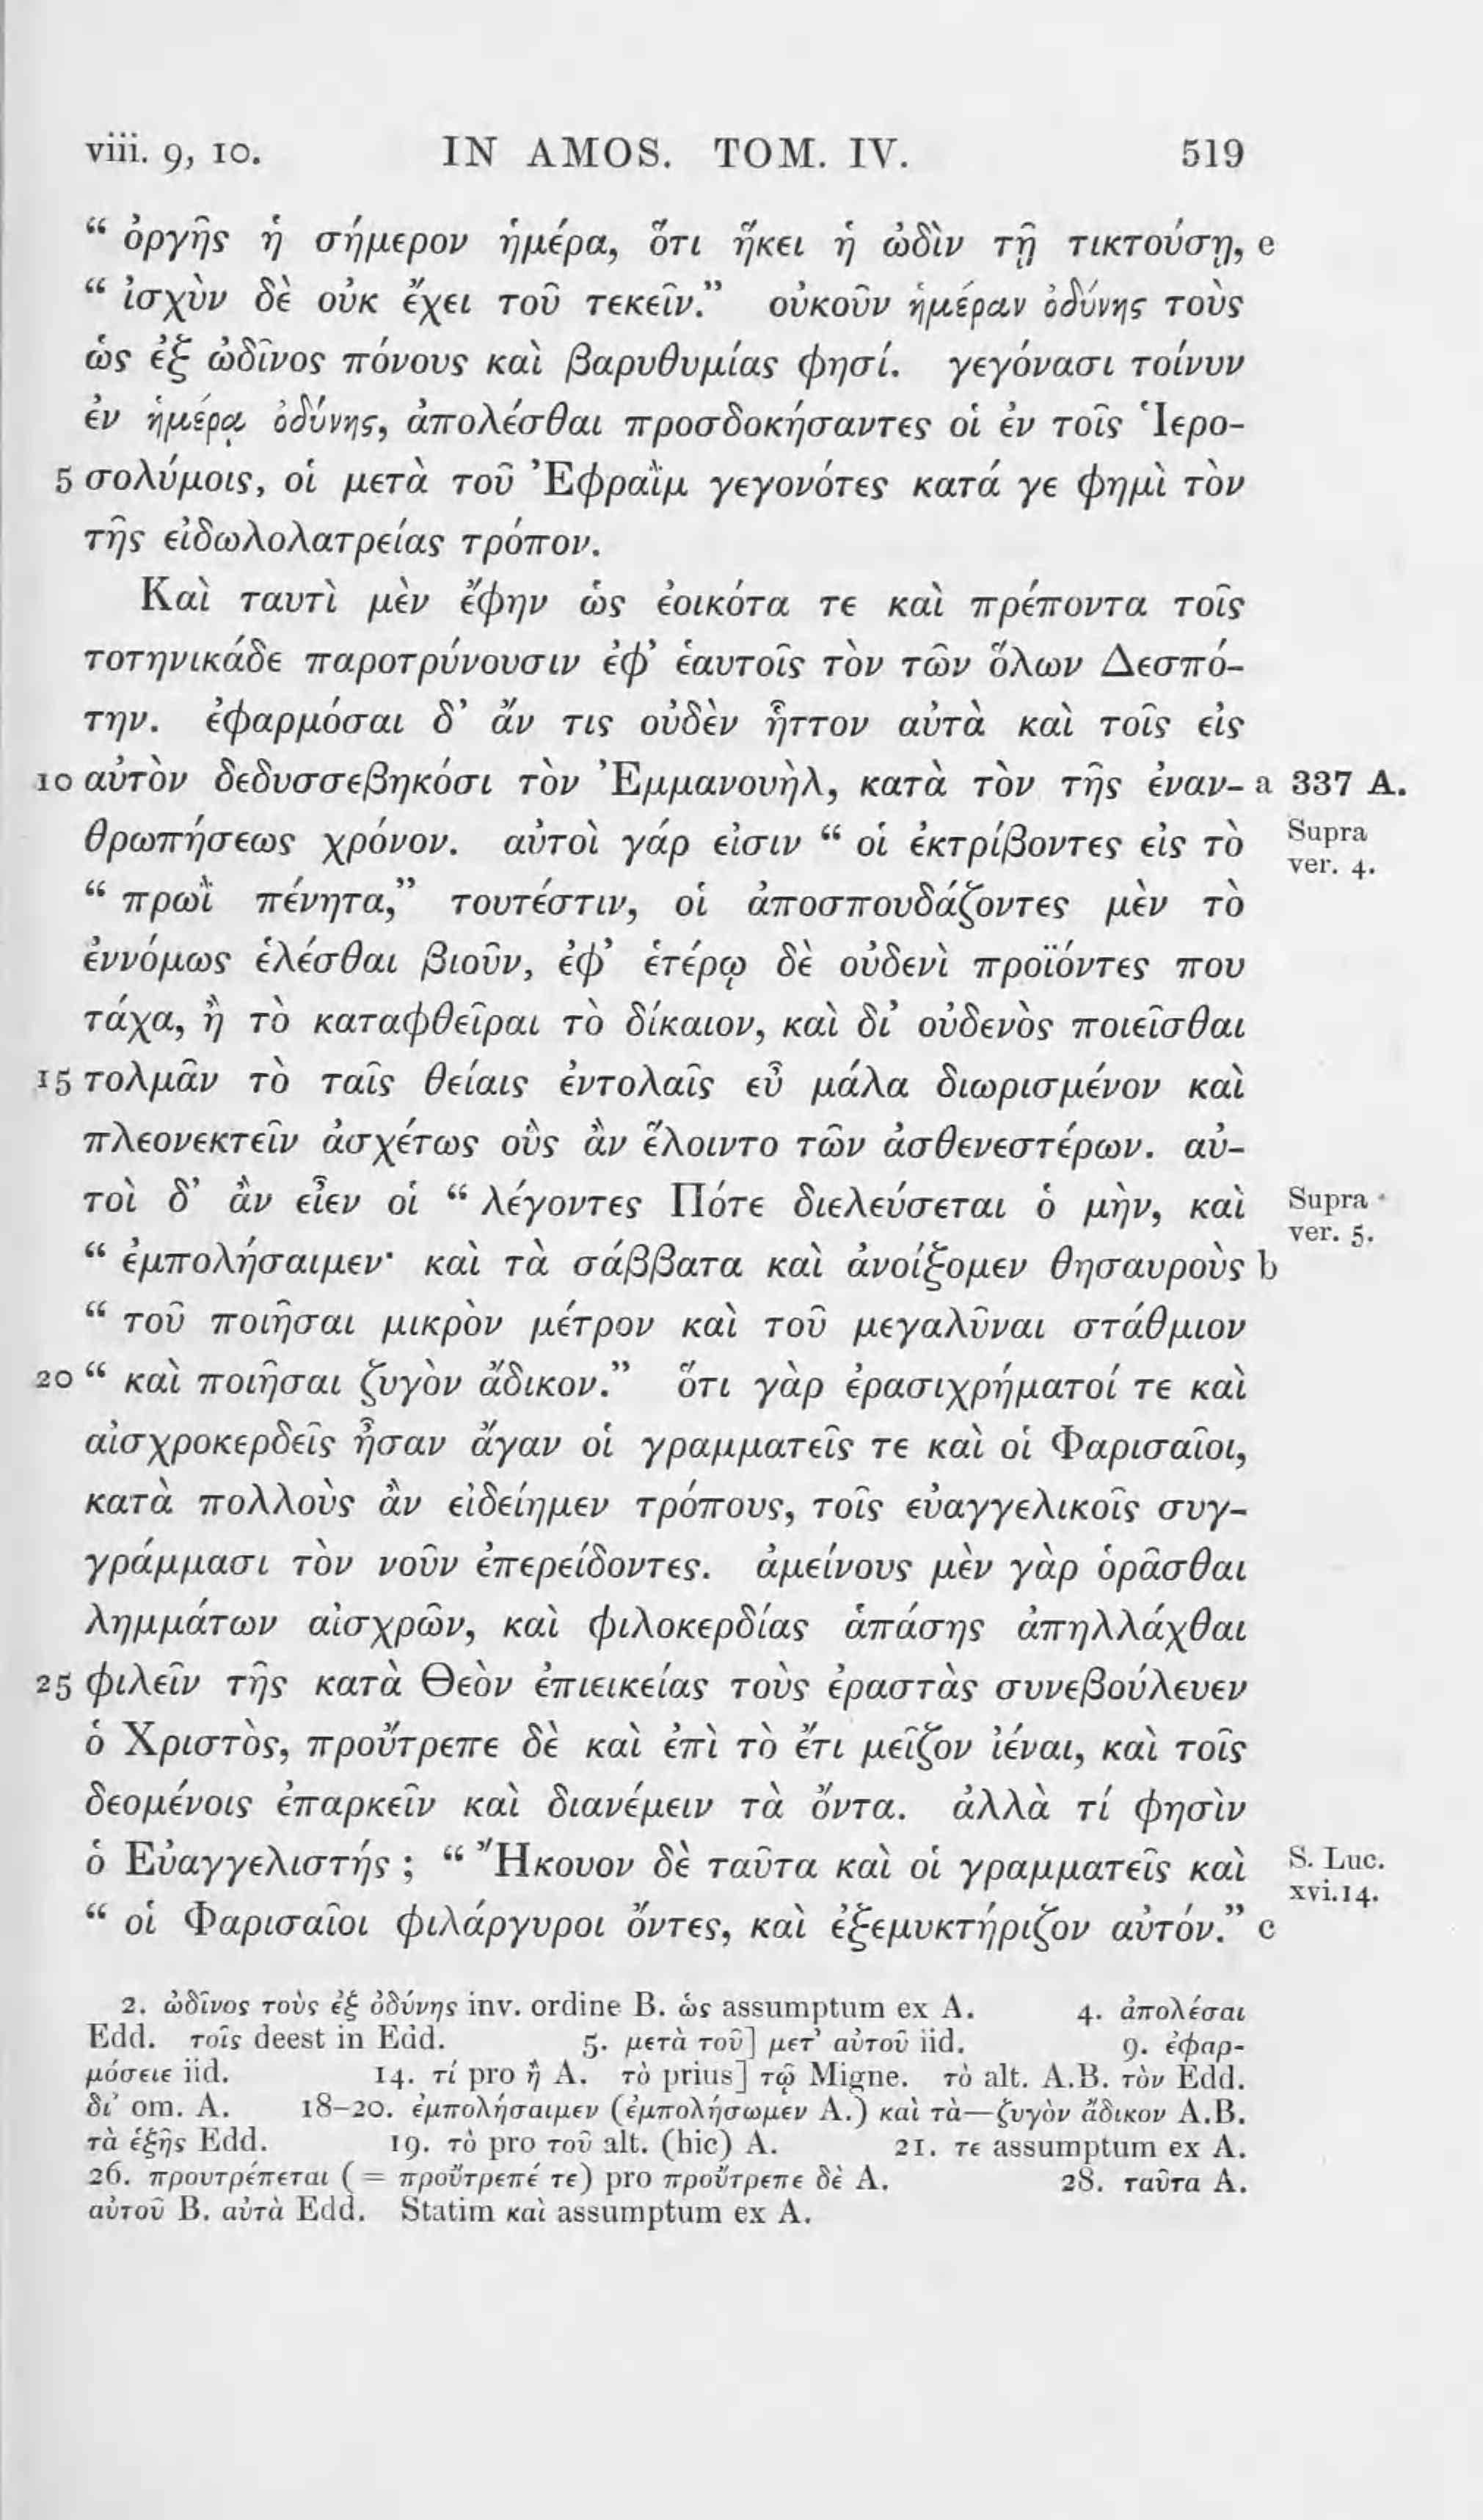 viii. 9, 10. IN AMOS. TOM. IV. 519
“ ὀργῆς ἡ σήμερον ἡμέρα, ὅτι ἥκει ἡ ὠδὶν τῇ τικτούσῃ, e
“ ἰσχὺν δὲ οὐκ ἔχει τοῦ τεκεῖν.” οὐκοῦν ἡμέραν ὀδύνης τοὺς
ὡς ἐξ ὠδῖνος πόνους καὶ βαρυθυμίας φησί. γεγόνασι τοίνυν
ἐν ἡμέρᾳ ὀδύνης, ἀπολέσθαι προσδοκήσαντες οἱ ἐν τοῖς Ἱερο-
5 σολύμοις, οἱ μετὰ τοῦ Ἐφραῒμ γεγονότες κατά γε φημὶ τὸν
τῆς εἰδωλολατρείας τρόπον.
Καὶ ταυτὶ μὲν ἔφην ὡς ἐοικότα τε καὶ πρέποντα τοῖς
τοτηνικάδε παροτρύνουσιν ἐφ’ ἑαυτοῖς τὸν τῶν ὅλων Δεσπό-
την. ἐφαρμόσαι δ’ ἄν τις οὐδὲν ἧττον αὐτὰ καὶ τοῖς εἰς
10 αὐτὸν δεδυσσεβηκόσι τὸν Ἐμμανουὴλ, κατὰ τὸν τῆς ἐναν- a 337 A.
θρωπήσεως χρόνον. αὐτοὶ γάρ εἰσιν “ οἱ ἐκτρίβοντες εἰς τὸ Supra ver. 4.
“ πρωῒ πένητα,” τουτέστιν, οἱ ἀποσπουδάζοντες μὲν τὸ
ἐννόμως ἑλέσθαι βιοῦν, ἐφ’ ἑτέρῳ δὲ οὐδενὶ προϊόντες που
τάχα, ἢ τὸ καταφθεῖραι τὸ δίκαιον, καὶ δι’ οὐδενὸς ποιεῖσθαι
15 τολμᾶν τὸ ταῖς θείαις ἐντολαῖς εὖ μάλα διωρισμένον καὶ
πλεονεκτεῖν ἀσχέτως οὓς ἂν ἕλοιντο τῶν ἀσθενεστέρων. αὐ-
τοὶ δ’ ἂν εἶεν οἱ “ λέγοντες Πότε διελεύσεται ὁ μὴν, καὶ Supra ver. 5.
“ ἐμπολήσαιμεν· καὶ τὰ σάββατα καὶ ἀνοίξομεν θησαυροὺς b
“ τοῦ ποιῆσαι μικρὸν μέτρον καὶ τοῦ μεγαλῦναι στάθμιον
20 “ καὶ ποιῆσαι ζυγὸν ἄδικον.” ὅτι γὰρ ἐρασιχρήματοί τε καὶ
αἰσχροκερδεῖς ἦσαν ἄγαν οἱ γραμματεῖς τε καὶ οἱ Φαρισαῖοι,
κατὰ πολλοὺς ἂν εἰδείημεν τρόπους, τοῖς εὐαγγελικοῖς συγ-
γράμμασι τὸν νοῦν ἐπερείδοντες. ἀμείνους μὲν γὰρ ὁρᾶσθαι
λημμάτων αἰσχρῶν, καὶ φιλοκερδίας ἁπάσης ἀπηλλάχθαι
25 φιλεῖν τῆς κατὰ Θεὸν ἐπιεικείας τοὺς ἐραστὰς συνεβούλευεν
ὁ Χριστὸς, προὔτρεπε δὲ καὶ ἐπὶ τὸ ἔτι μεῖζον ἰέναι, καὶ τοῖς
δεομένοις ἐπαρκεῖν καὶ διανέμειν τὰ ὄντα. ἀλλὰ τί φησὶν
ὁ Εὐαγγελιστής ; “ Ἤκουον δὲ ταῦτα καὶ οἱ γραμματεῖς καὶ S. Luc. xvi. 14.
“ οἱ Φαρισαῖοι φιλάργυροι ὄντες, καὶ ἐξεμυκτήριζον αὐτόν.” c
2. ὠδῖνος τοὺς ἐξ ὀδύνης inv. ordine B. ὡς assumptum ex A. 4. ἀπολέσαι
Edd. τοῖς deest in Edd. 5. μετὰ τοῦ] μετ’ αὐτοῦ iid. 9. ἐφαρ-
μόσειε iid. 14. τί pro ἢ A. τὸ prius] τῷ Migne. τὸ alt. A.B. τὸν Edd.
δι’ om. A. 18–20. ἐμπολήσαιμεν (ἐμπολήσωμεν A.) καὶ τὰ—ζυγὸν ἄδικον A.B.
τὰ ἑξῆς Edd. 19. τὸ pro τοῦ alt. (hic) A. 21. τε assumptum ex A.
26. προυτρέπεται ( = προὔτρεπέ τε) pro προὔτρεπε δὲ A. 28. ταῦτα A.
αὐτοῦ B. αὐτὰ Edd. Statim καὶ assumptum ex A.